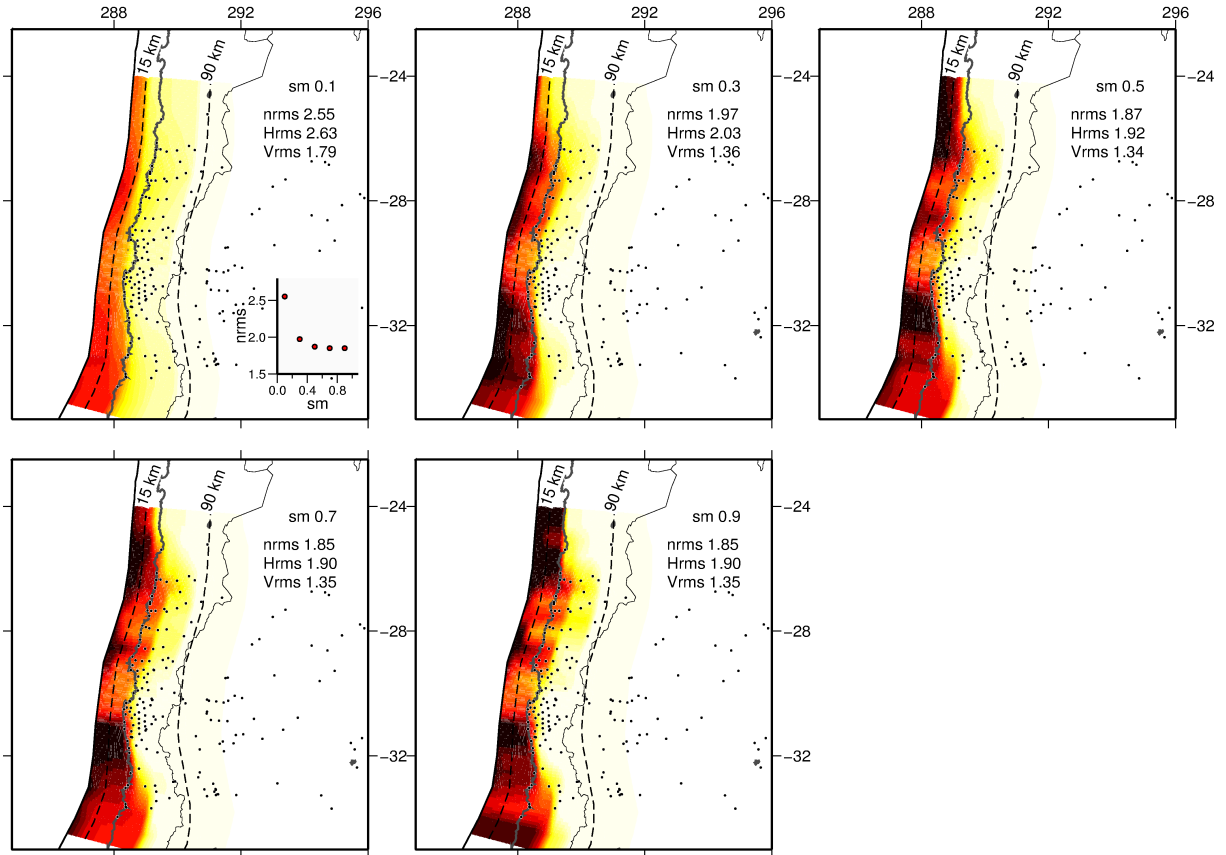 288 292 296
288 292 296
288 292 296
15 km
90 km
sm 0.1
nrms 2.55
Hrms 2.63
Vrms 1.79
15 km
90 km
sm 0.3
nrms 1.97
Hrms 2.03
Vrms 1.36
15 km
90 km
sm 0.5
nrms 1.87
Hrms 1.92
Vrms 1.34
−24
−28
−32
−24
−28
−32
−24
−28
−32
nrms
2.5
2.0
1.5
0.0 0.4 0.8
sm
15 km
90 km
sm 0.7
nrms 1.85
Hrms 1.90
Vrms 1.35
15 km
90 km
sm 0.9
nrms 1.85
Hrms 1.90
Vrms 1.35
−24
−28
−32
−24
−28
−32